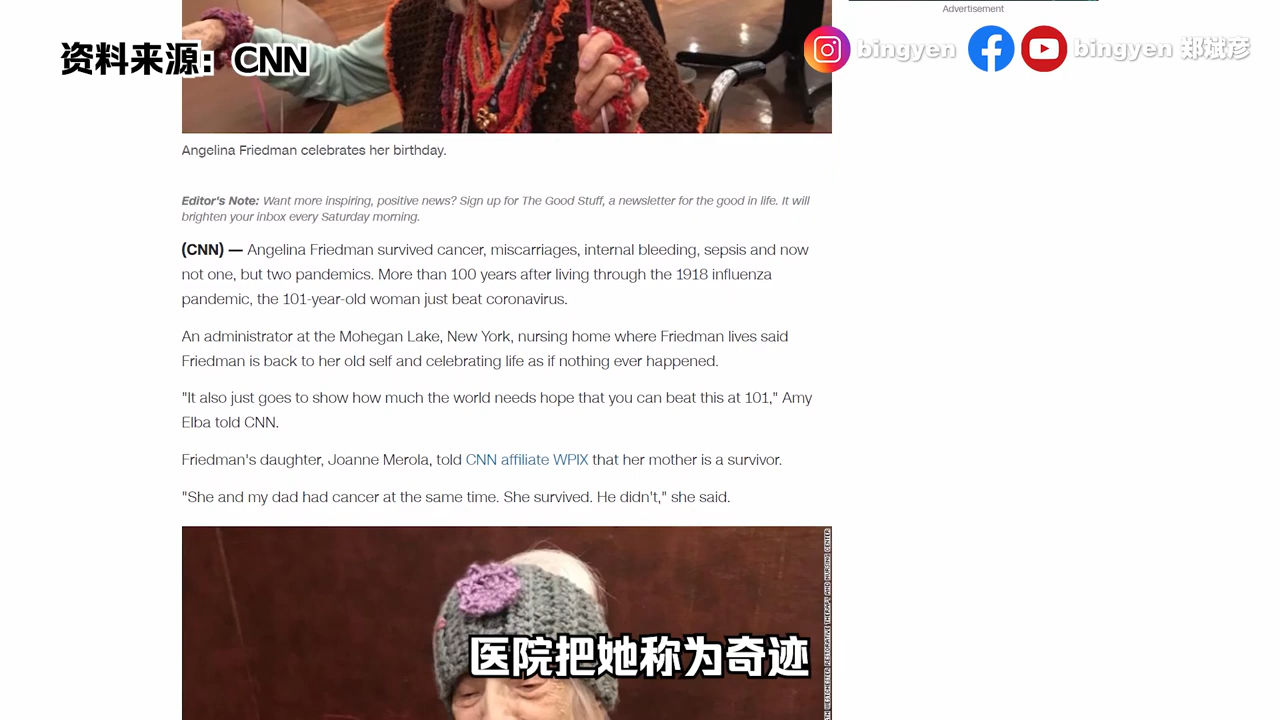 Advertisement
资料来源：CNN
bingyen
bingyen 郑斌彦
Angelina Friedman celebrates her birthday.
Editor's Note: Want more inspiring, positive news? Sign up for The Good Stuff, a newsletter for the good in life. It will
brighten your inbox every Saturday morning.
(CNN) — Angelina Friedman survived cancer, miscarriages, internal bleeding, sepsis and now
not one, but two pandemics. More than 100 years after living through the 1918 influenza
pandemic, the 101-year-old woman just beat coronavirus.
An administrator at the Mohegan Lake, New York, nursing home where Friedman lives said
Friedman is back to her old self and celebrating life as if nothing ever happened.
"It also just goes to show how much the world needs hope that you can beat this at 101," Amy
Elba told CNN.
Friedman's daughter, Joanne Merola, told CNN affiliate WPIX that her mother is a survivor.
"She and my dad had cancer at the same time. She survived. He didn't," she said.
医院把她称为奇迹